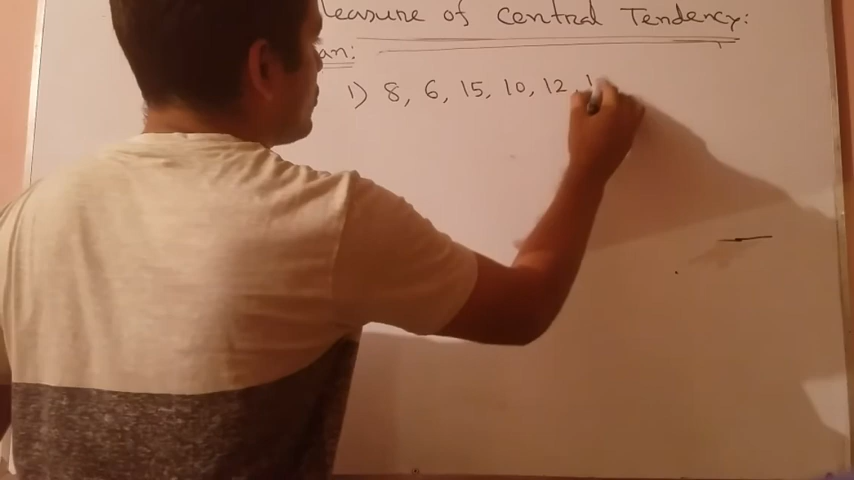 Measure of Central Tendency:
an:
1) 8, 6, 15, 10, 12, 1